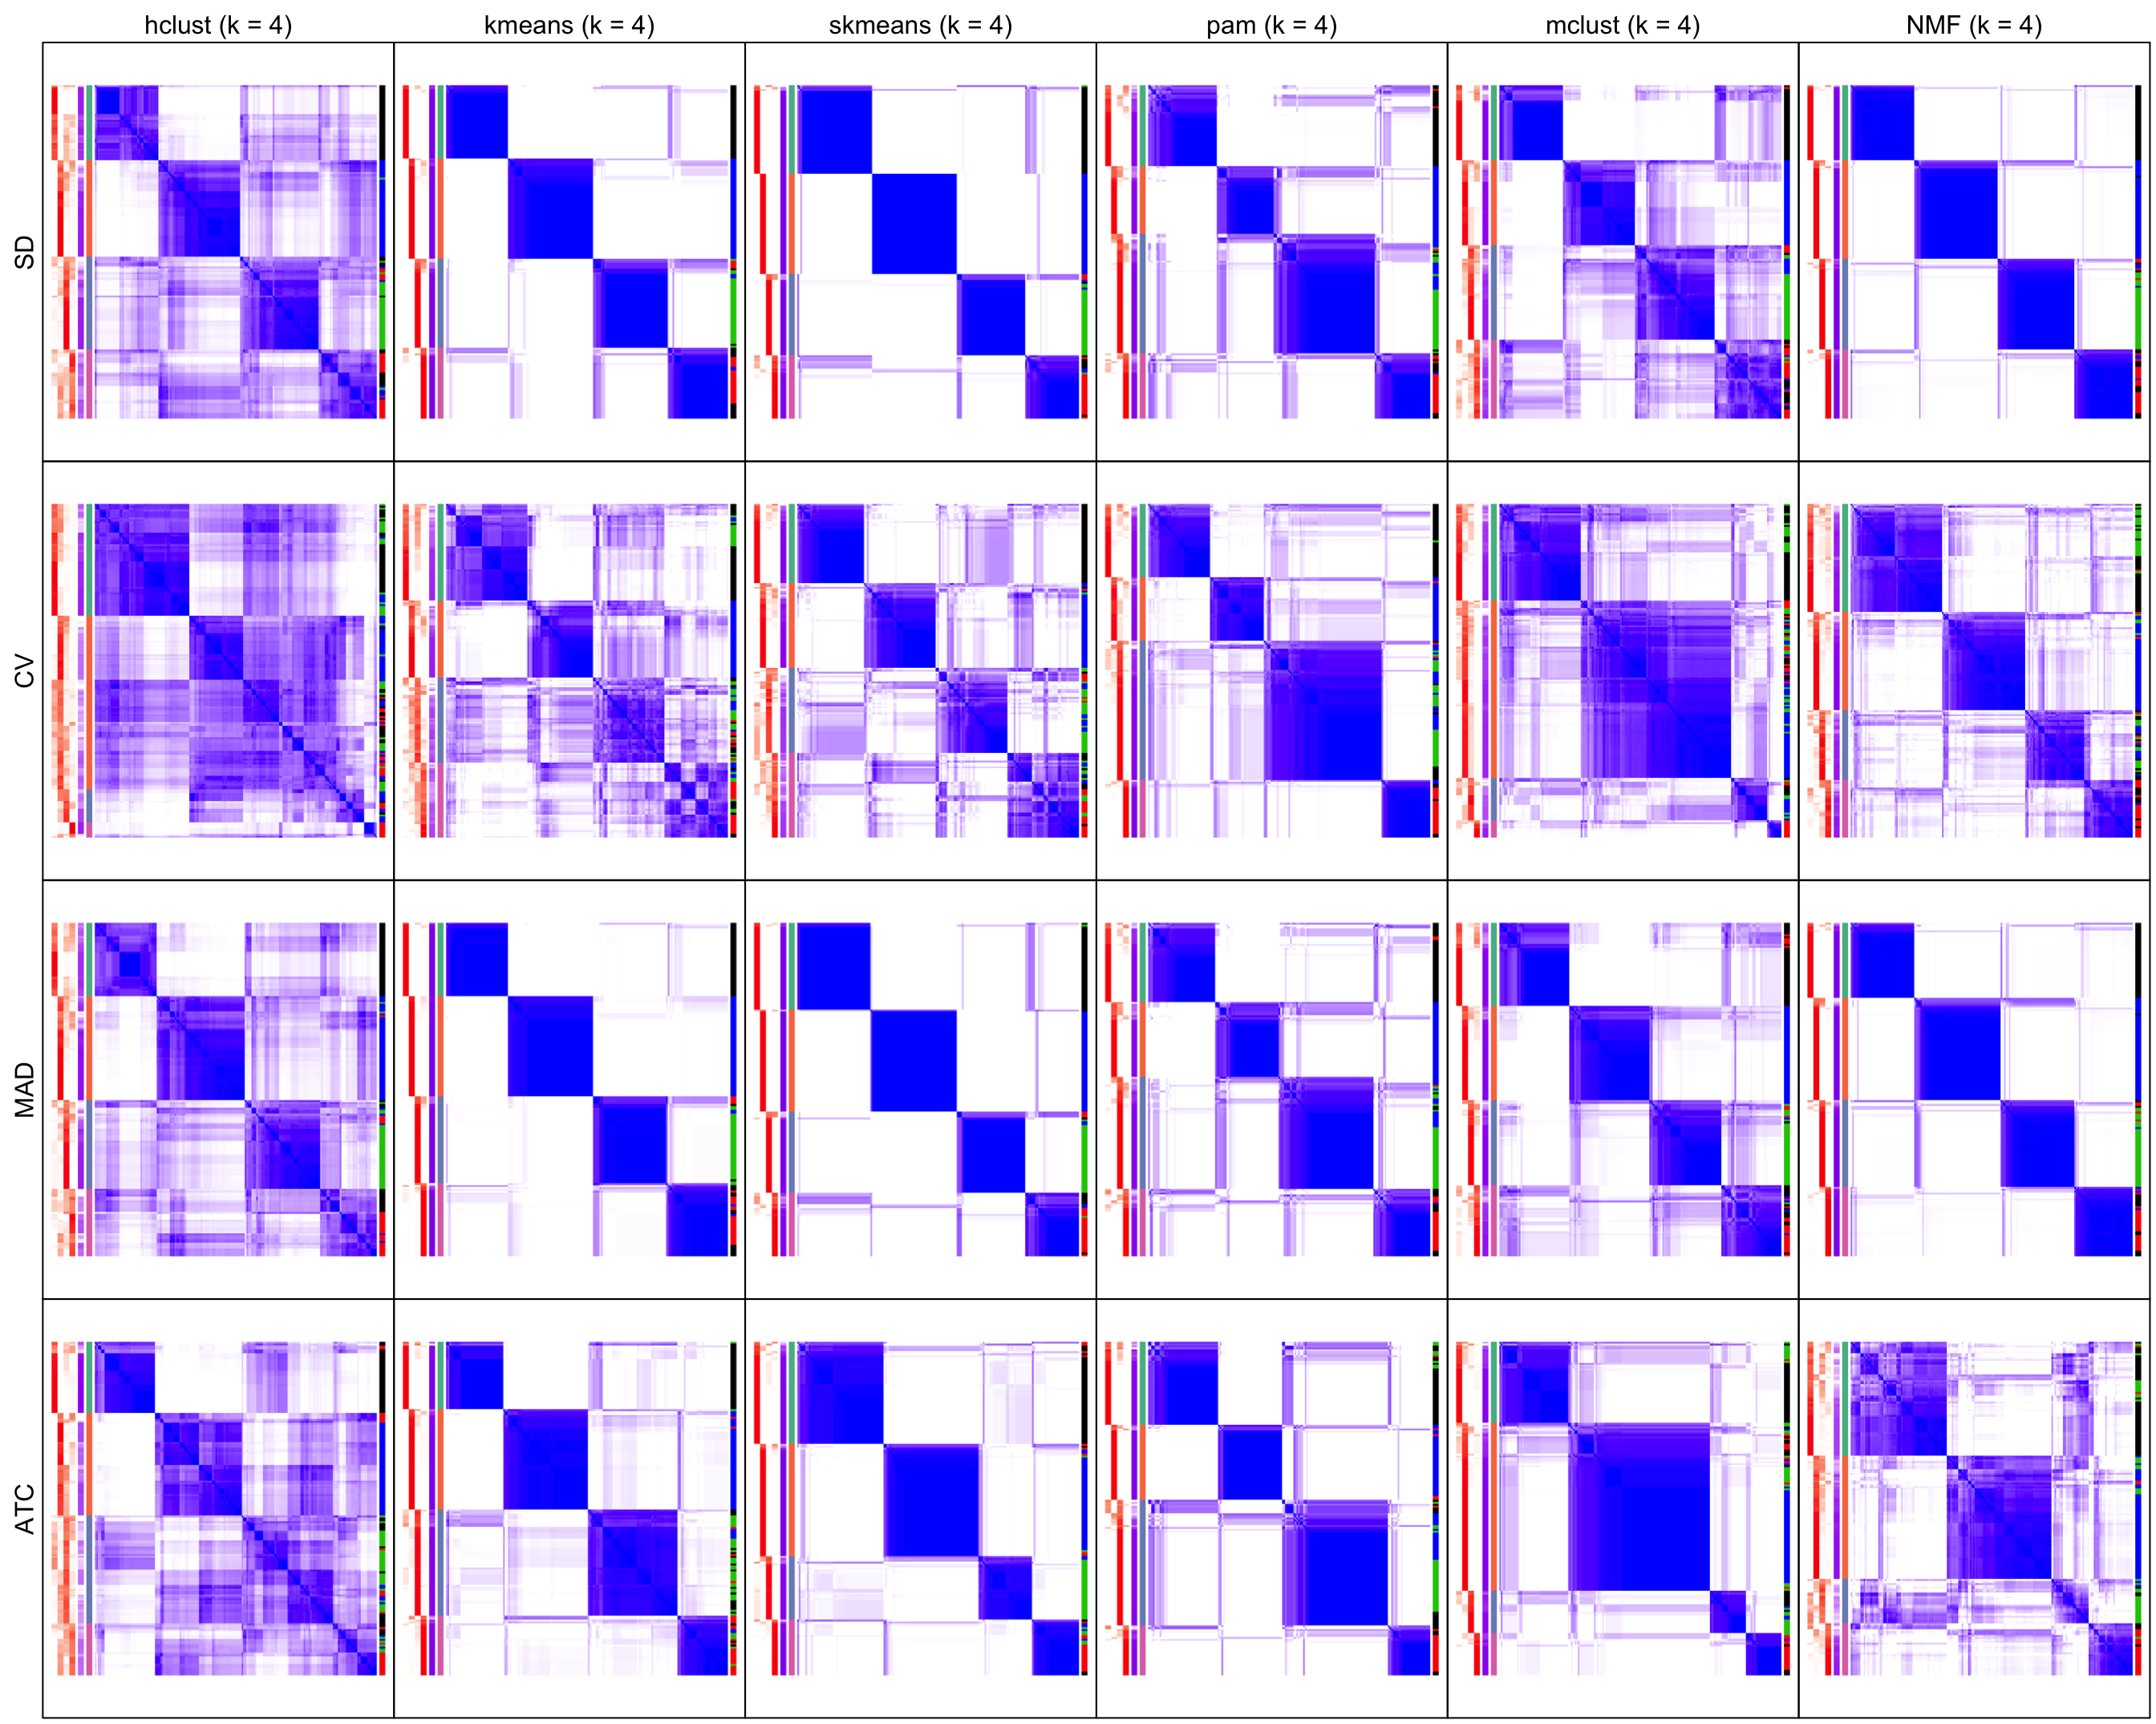 hclust (k = 4) kmeans (k = 4) skmeans (k = 4) pam (k = 4) mclust (k = 4) NMF (k = 4)
SD
CV
MAD
ATC